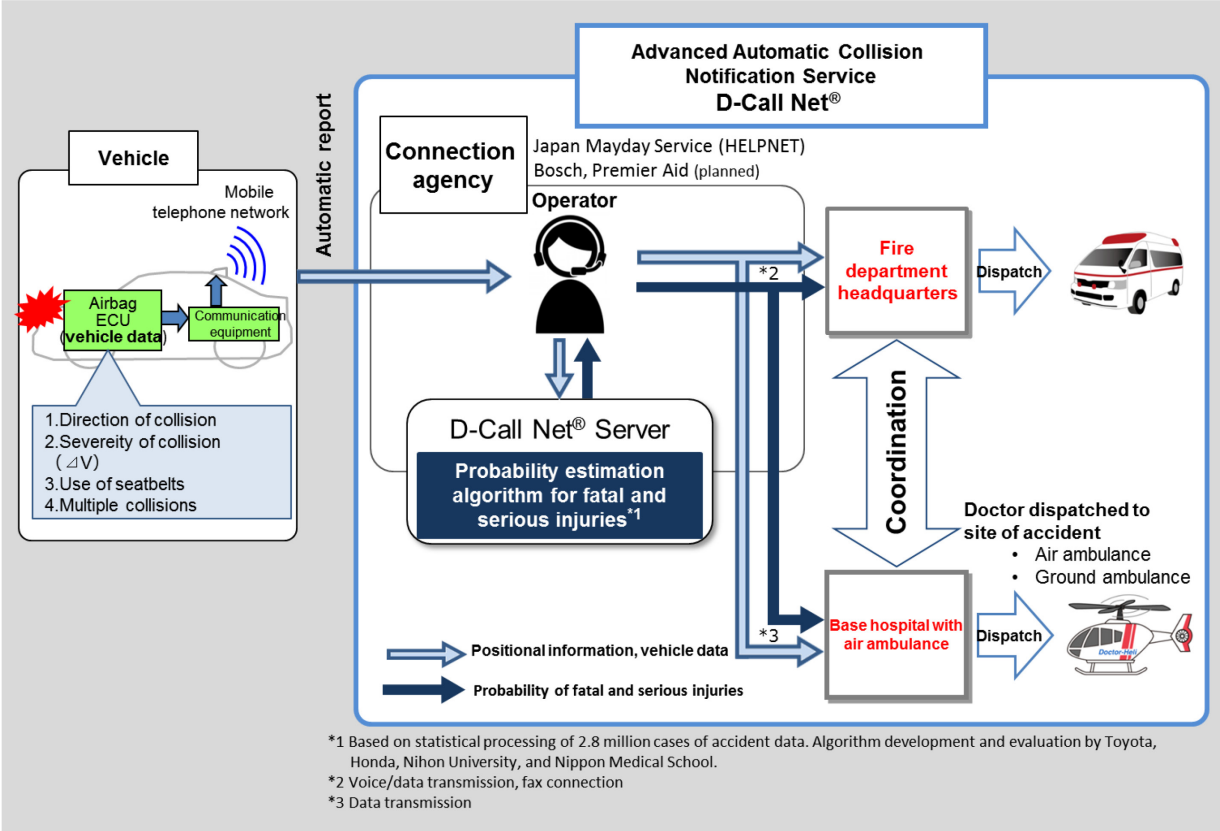 Advanced Automatic Collision
Notification Service
D-Call Net®
Vehicle
Mobile
telephone network
Airbag
ECU
(vehicle data)
Communication
equipment
1.Direction of collision
2.Severeity of collision
(⊿V)
3.Use of seatbelts
4.Multiple collisions
Automatic report
Connection
agency
Japan Mayday Service (HELPNET)
Bosch, Premier Aid (planned)
Operator
D-Call Net® Server
Probability estimation
algorithm for fatal and
serious injuries*1
*2
Fire
department
headquarters
Dispatch
Coordination
Doctor dispatched to
site of accident
• Air ambulance
• Ground ambulance
*3
Base hospital with
air ambulance
Dispatch
Doctor-Heli
Positional information, vehicle data
Probability of fatal and serious injuries
*1 Based on statistical processing of 2.8 million cases of accident data. Algorithm development and evaluation by Toyota,
Honda, Nihon University, and Nippon Medical School.
*2 Voice/data transmission, fax connection
*3 Data transmission